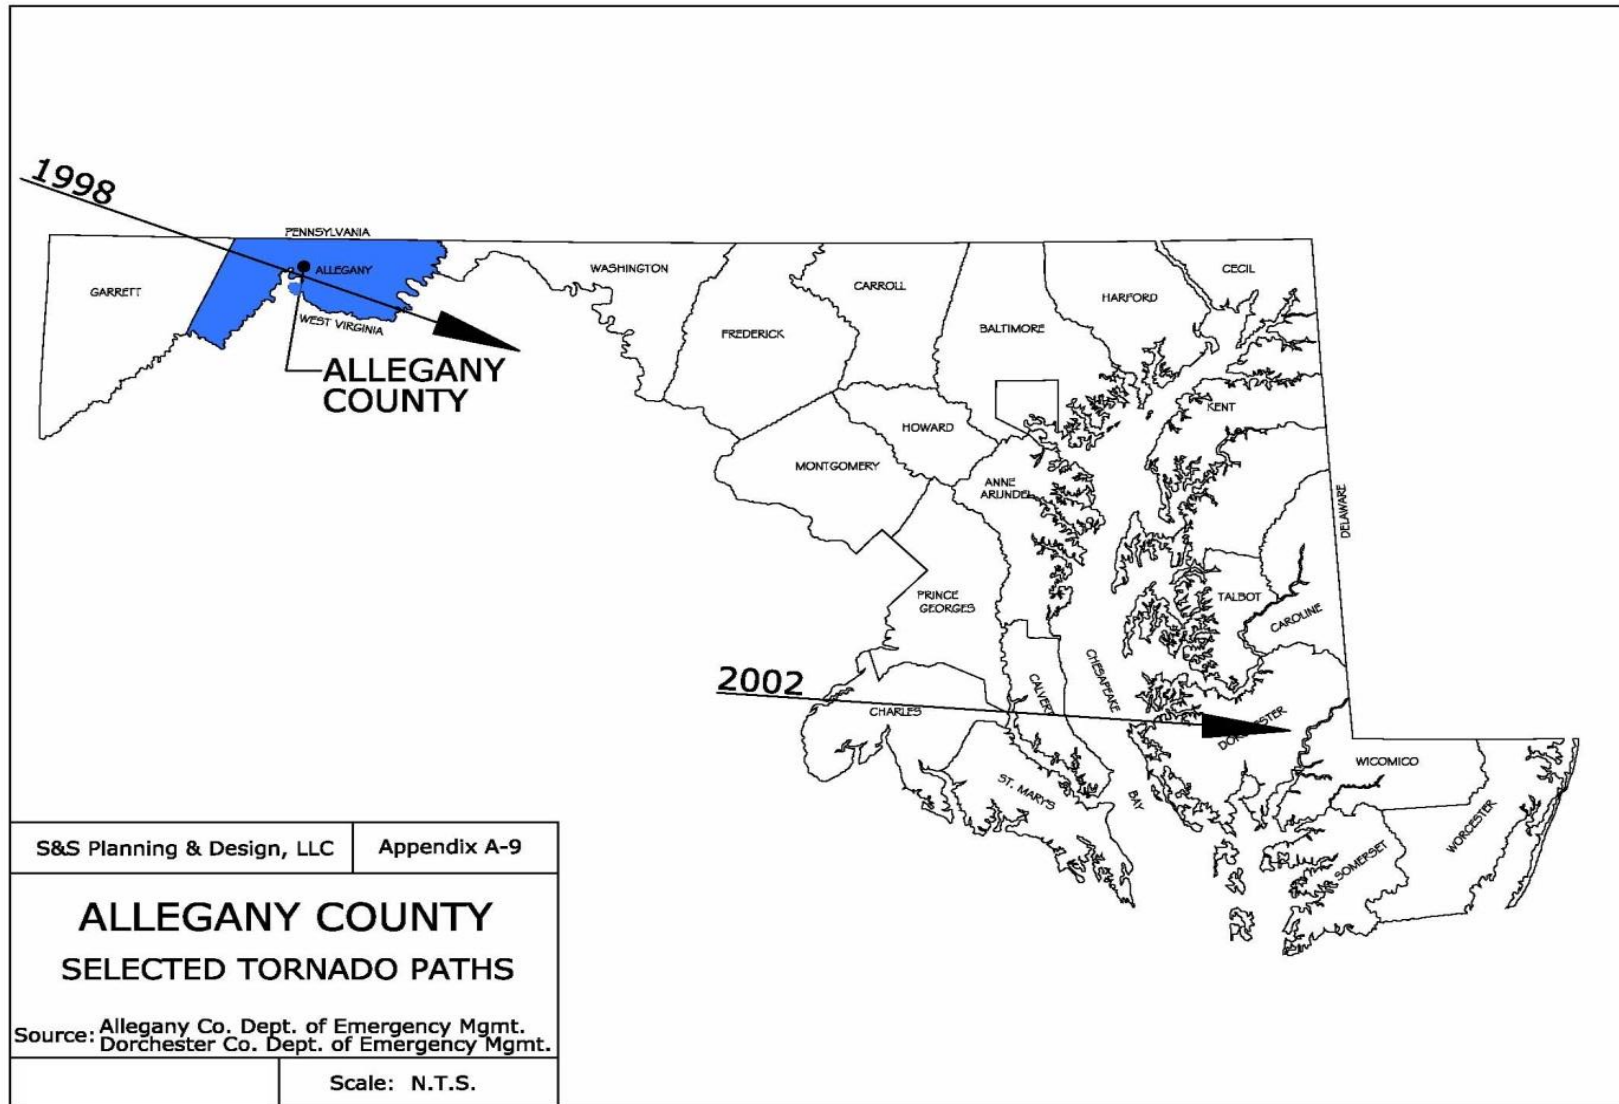 1998
PENNSYLVANIA
GARRETT
ALLEGANY
WEST VIRGINIA
ALLEGANY
COUNTY
WASHINGTON
FREDERICK
CARROLL
BALTIMORE
HARFORD
CECIL
KENT
HOWARD
MONTGOMERY
ANNE
ARUNDEL
DELAWARE
PRINCE
GEORGES
TALBOT
CAROLINE
2002
CHARLES
CALVERT
CHESAPEAKE
BAY
DORCHESTER
ST. MARYS
WICOMICO
WORCESTER
SOMERSET
S&S Planning & Design, LLC
Appendix A-9
ALLEGANY COUNTY
SELECTED TORNADO PATHS
Source: Allegany Co. Dept. of Emergency Mgmt.
Dorchester Co. Dept. of Emergency Mgmt.
Scale: N.T.S.